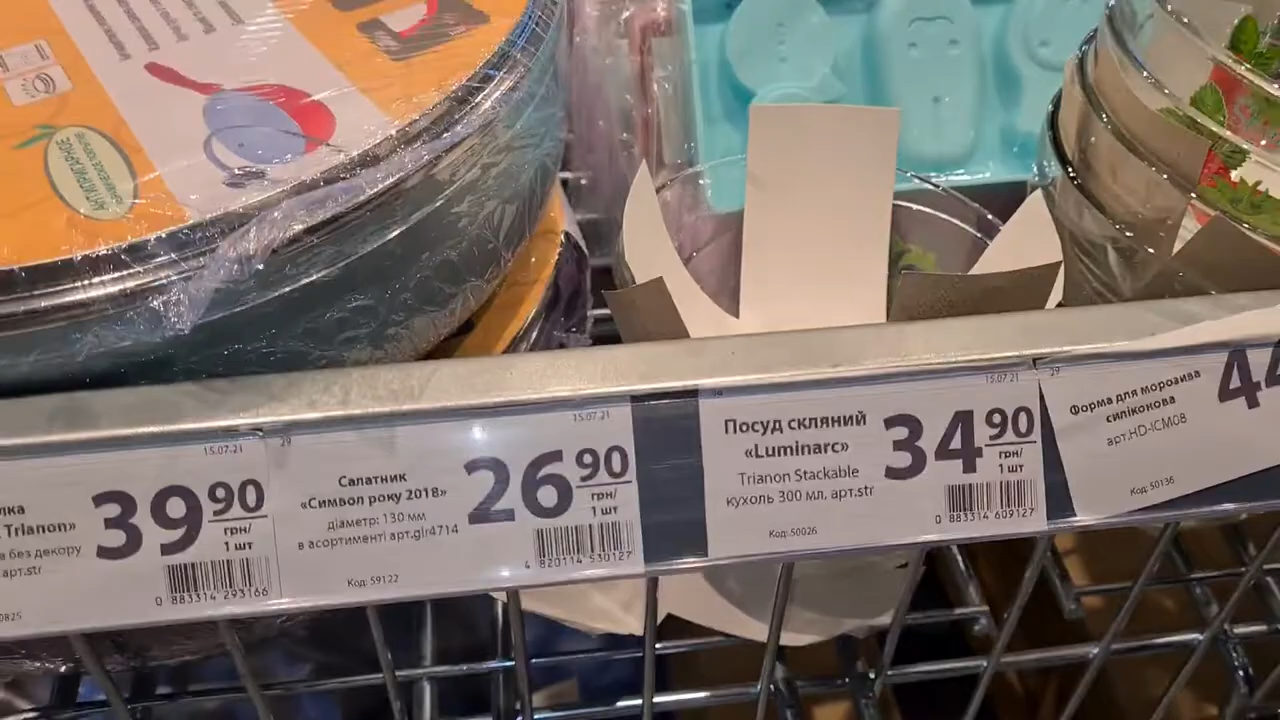 АНТИПРИГАРНОЕ
15.07.21
лка
Trianon»
а без декору
арт.str
39 90
грн/
1 шт
0 883314 293166
0825
29
15.07.21
Салатник
«Символ року 2018»
діаметр: 130 мм
в асортименті арт.glr4714
26 90
грн/
1 шт
4 820114 530127
Код: 59122
15.07.21
Посуд скляний
«Luminarc»
Trianon Stackable
кухоль 300 мл, арт.str
34 90
грн/
1 шт
0 883314 609127
Код: 50026
29
Форма для морозива
силіконова
арт.HD-ICM08
44
Код: 50136